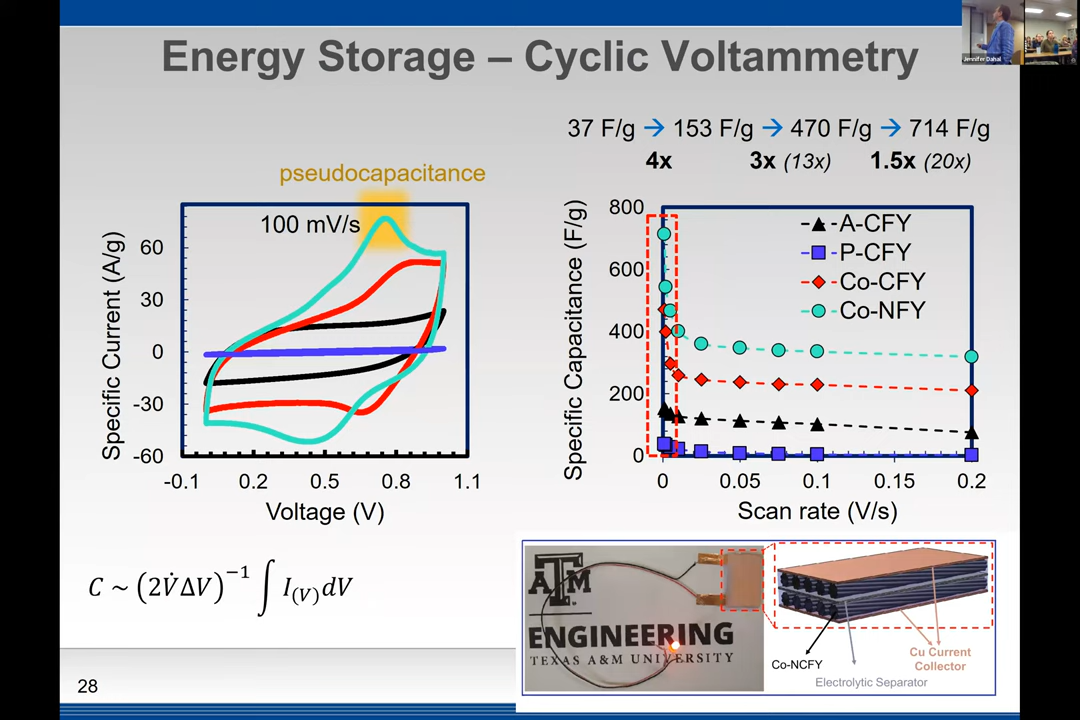 Jennifer Dahal
Energy Storage – Cyclic Voltammetry
37 F/g → 153 F/g → 470 F/g → 714 F/g
4x 3x (13x) 1.5x (20x)
pseudocapacitance
100 mV/s
Specific Current (A/g)
60
30
0
-30
-60
-0.1 0.2 0.5 0.8 1.1
Voltage (V)
Specific Capacitance (F/g)
800
600
400
200
0
A-CFY
P-CFY
Co-CFY
Co-NFY
0 0.05 0.1 0.15 0.2
Scan rate (V/s)
C ~ (2V̇ΔV)⁻¹ ∫ I₍V₎dV
A|M
ENGINEERING
TEXAS A&M UNIVERSITY
Co-NCFY
Electrolytic Separator
Cu Current
Collector
28